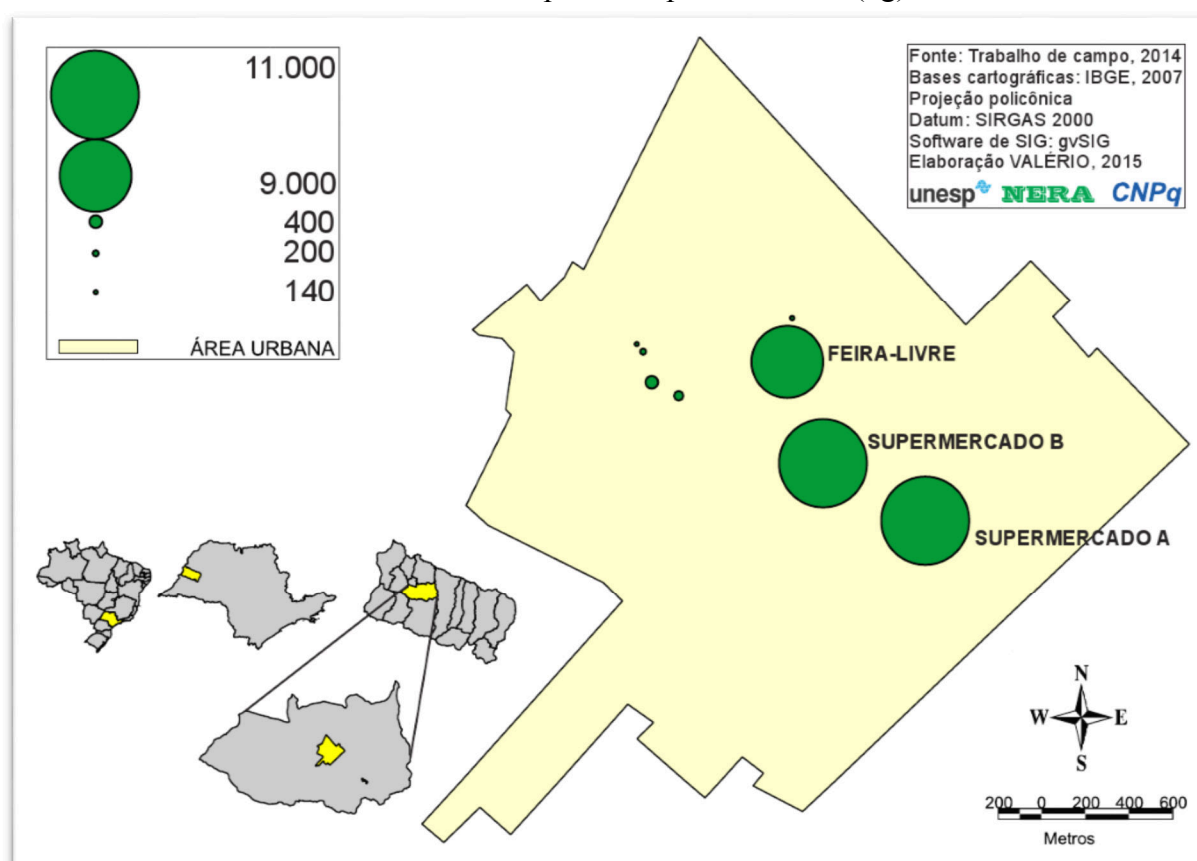 11.000
9.000
400
200
140
ÁREA URBANA
Fonte: Trabalho de campo, 2014
Bases cartográficas: IBGE, 2007
Projeção policônica
Datum: SIRGAS 2000
Software de SIG: gvSIG
Elaboração VALÉRIO, 2015
unesp NERA CNPq
FEIRA-LIVRE
SUPERMERCADO B
SUPERMERCADO A
N
W E
S
200 0 200 400 600
Metros